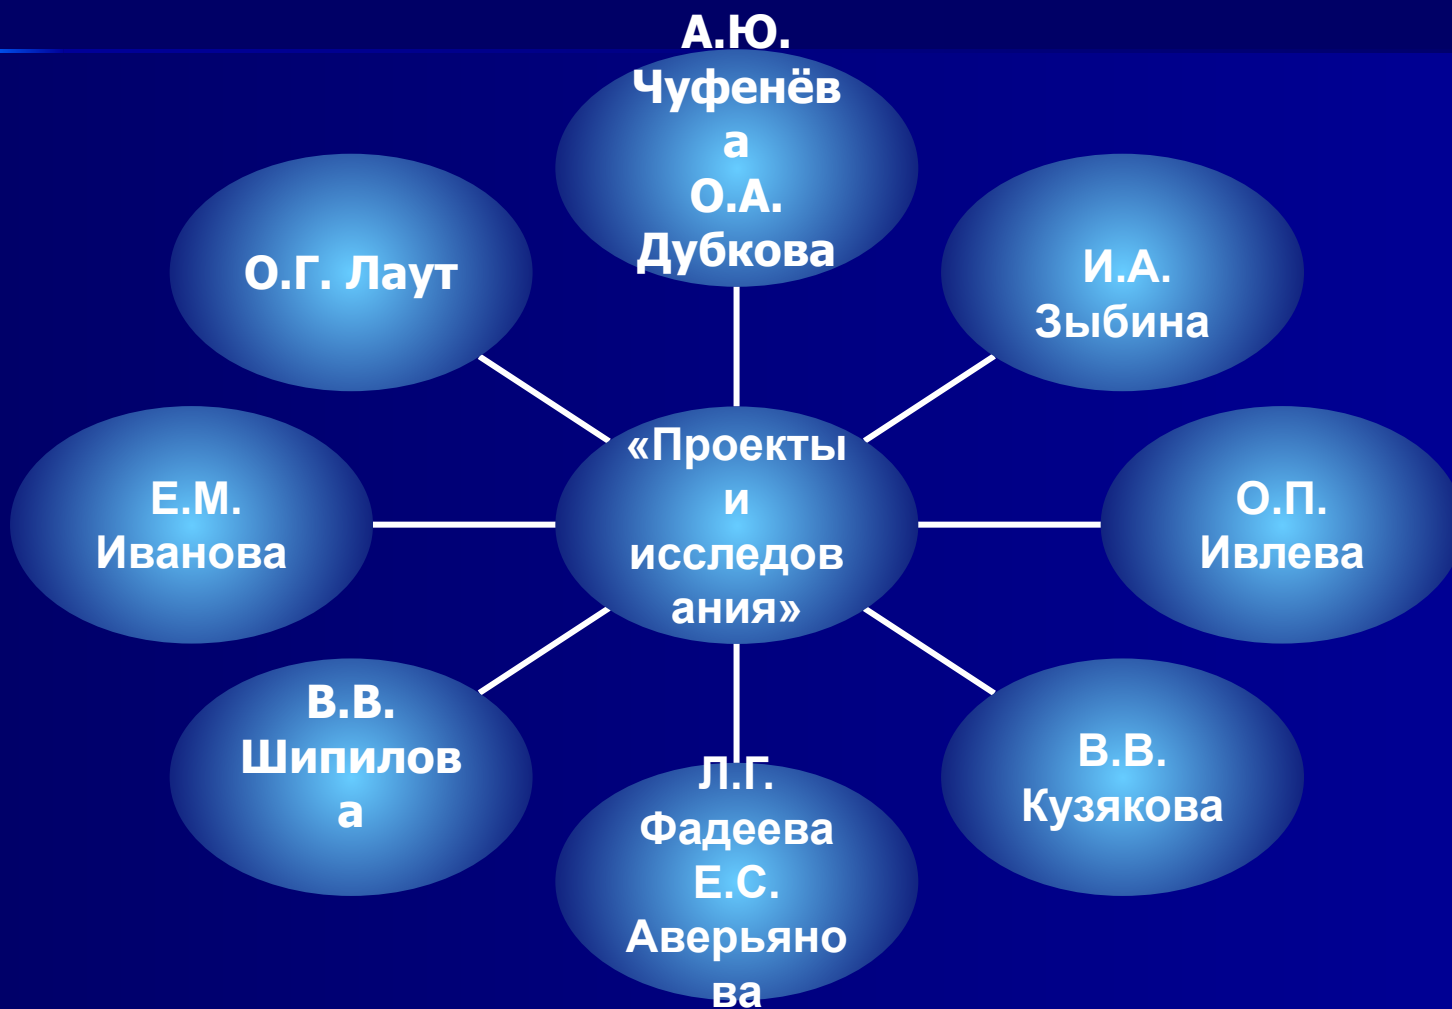 А.Ю.
Чуфенёв
а
О.А.
Дубкова
О.Г. Лаут
И.А.
Зыбина
«Проекты
и
исследов
ания»
Е.М.
Иванова
О.П.
Ивлева
В.В.
Шипилов
а
В.В.
Кузякова
Л.Г.
Фадеева
Е.С.
Аверьяно
ва